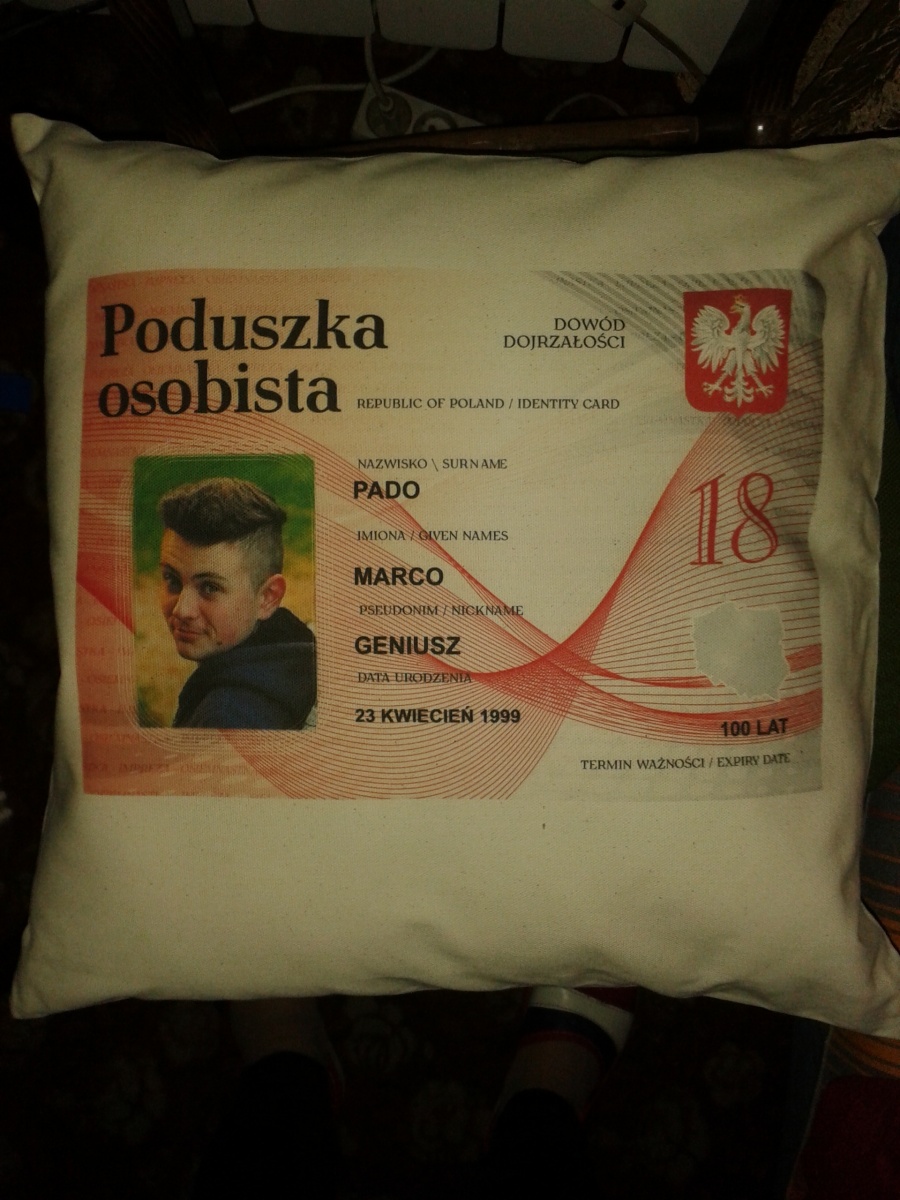 Poduszka
osobista
DOWÓD
DOJRZAŁOŚCI
REPUBLIC OF POLAND / IDENTITY CARD
NAZWISKO \ SURNAME
PADO
IMIONA / GIVEN NAMES
MARCO
PSEUDONIM / NICKNAME
GENIUSZ
DATA URODZENIA
23 KWIECIEŃ 1999
18
100 LAT
TERMIN WAŻNOŚCI / EXPIRY DATE